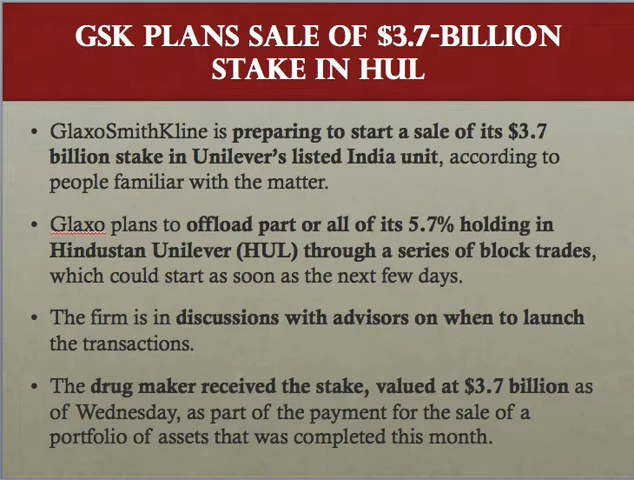 GSK PLANS SALE OF $3.7-BILLION
STAKE IN HUL
• GlaxoSmithKline is preparing to start a sale of its $3.7
billion stake in Unilever's listed India unit, according to
people familiar with the matter.
• Glaxo plans to offload part or all of its 5.7% holding in
Hindustan Unilever (HUL) through a series of block trades,
which could start as soon as the next few days.
• The firm is in discussions with advisors on when to launch
the transactions.
• The drug maker received the stake, valued at $3.7 billion as
of Wednesday, as part of the payment for the sale of a
portfolio of assets that was completed this month.